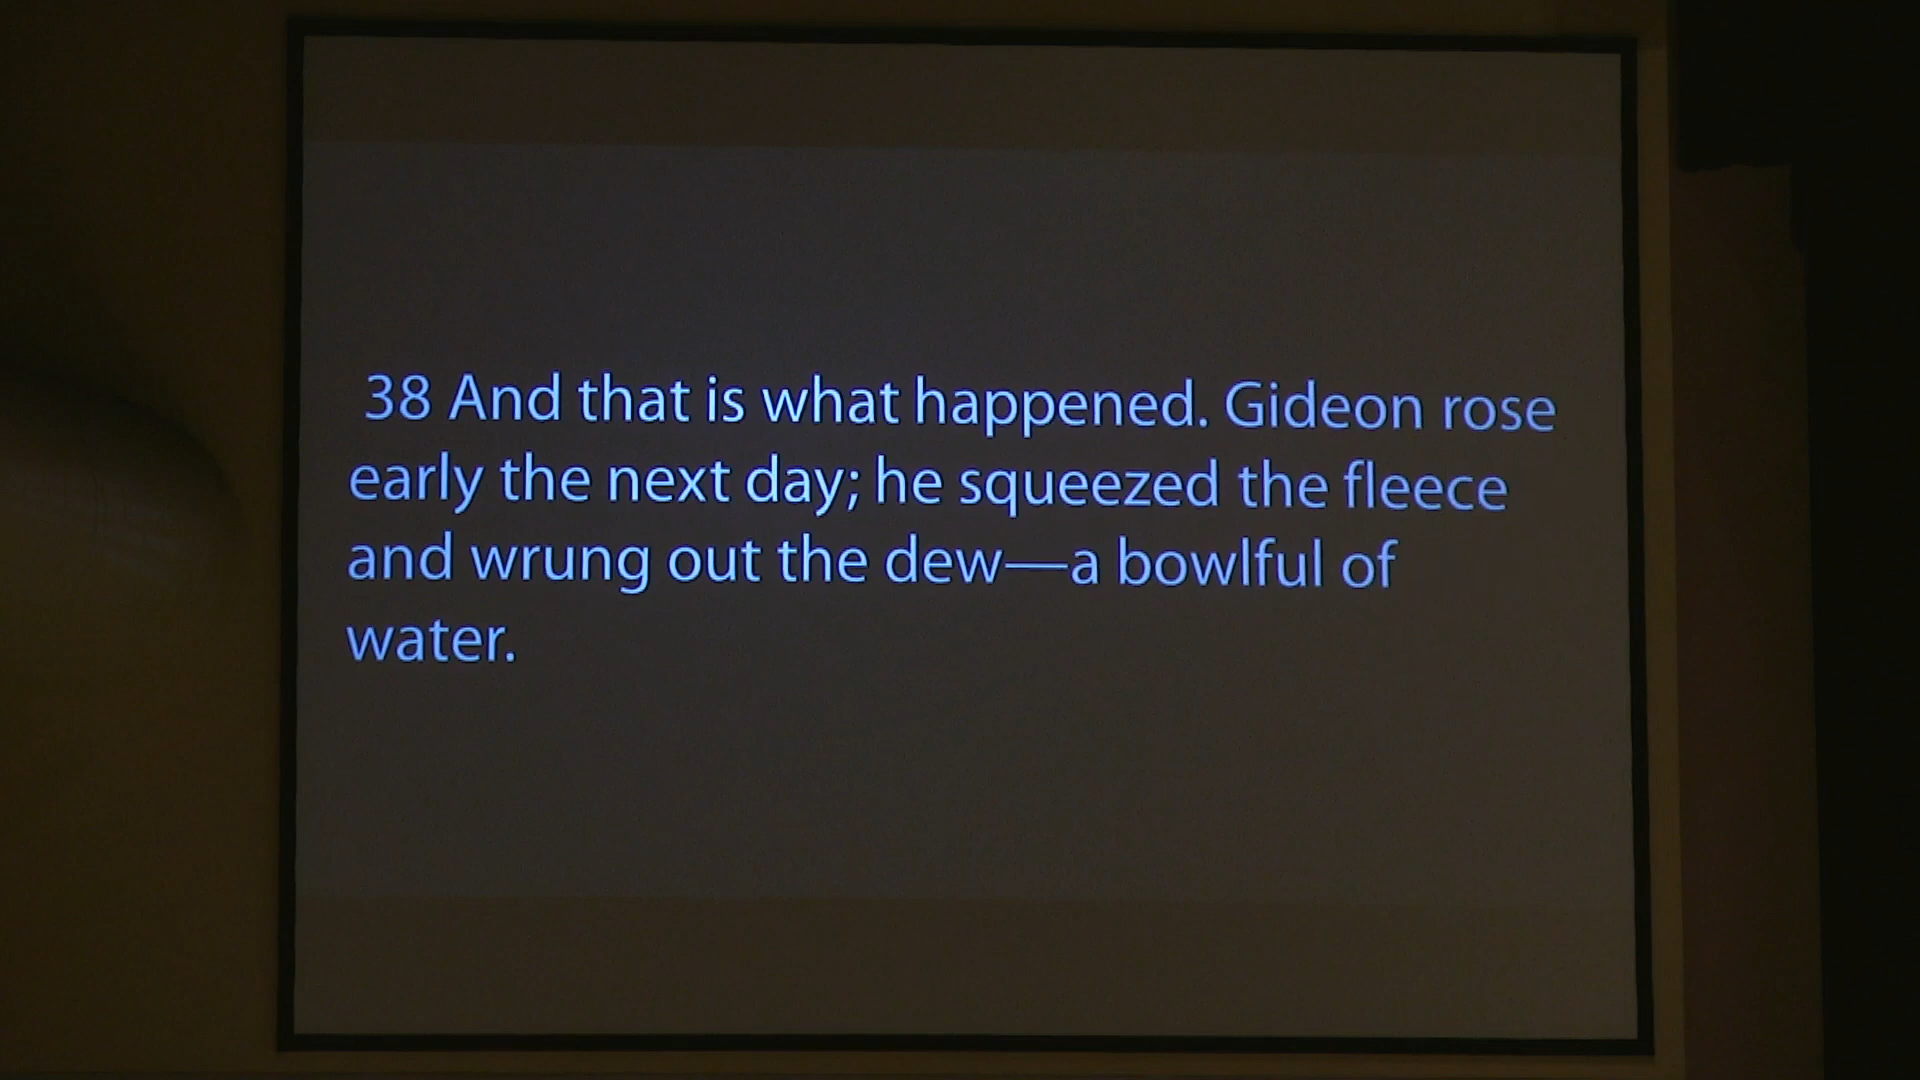 38 And that is what happened. Gideon rose
early the next day; he squeezed the fleece
and wrung out the dew—a bowlful of
water.